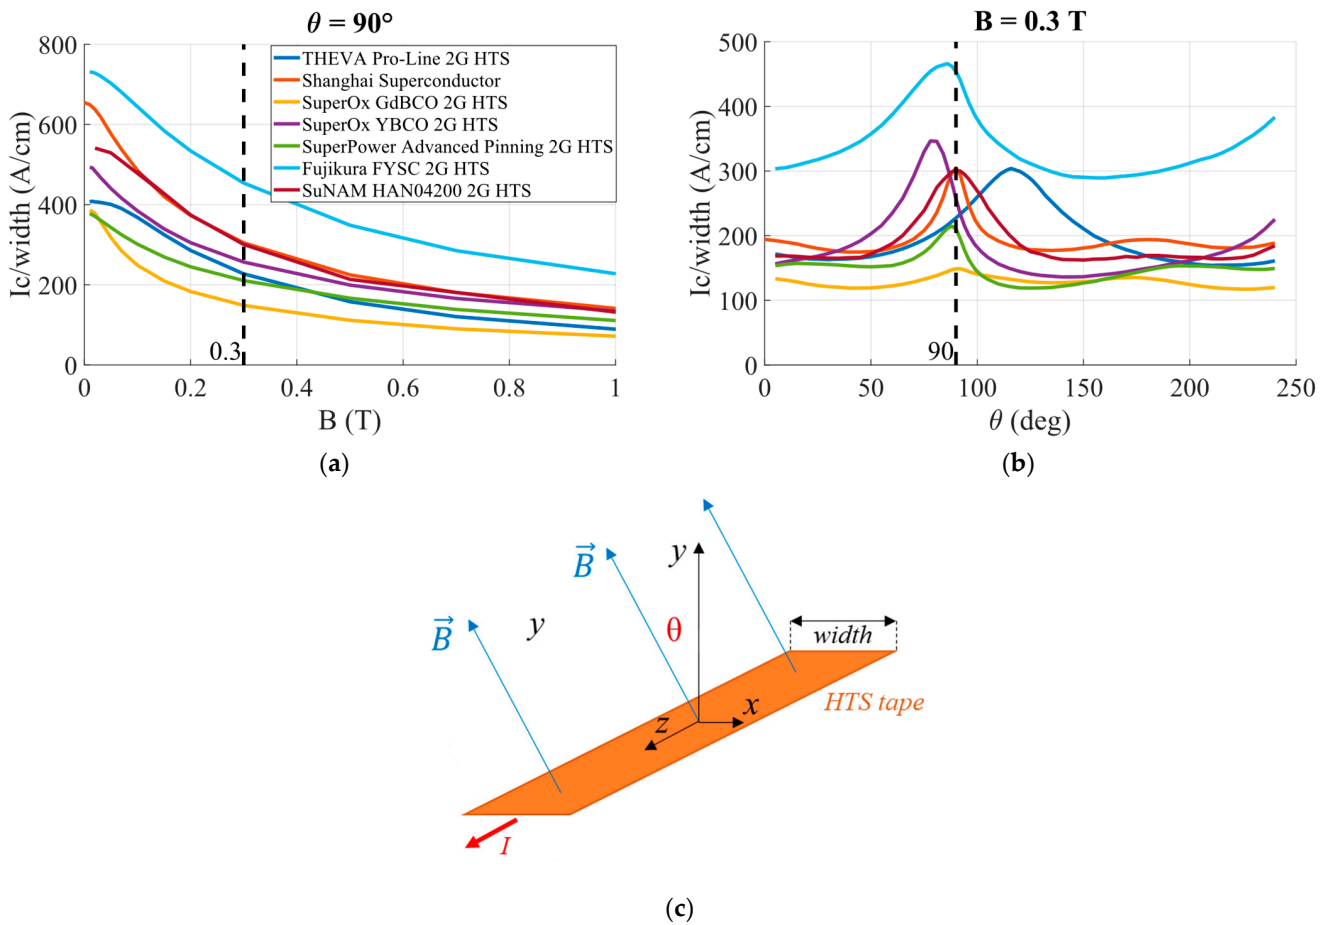 θ = 90°
Ic/width (A/cm)
800
600
400
200
0
THEVA Pro-Line 2G HTS
Shanghai Superconductor
SuperOx GdBCO 2G HTS
SuperOx YBCO 2G HTS
SuperPower Advanced Pinning 2G HTS
Fujikura FYSC 2G HTS
SuNAM HAN04200 2G HTS
0.3
0 0.2 0.4 0.6 0.8 1
B (T)
(a)
B = 0.3 T
Ic/width (A/cm)
500
400
300
200
100
0
90
0 50 100 150 200 250
θ (deg)
(b)
B
y
θ
B
y
width
HTS tape
x
z
I
(c)